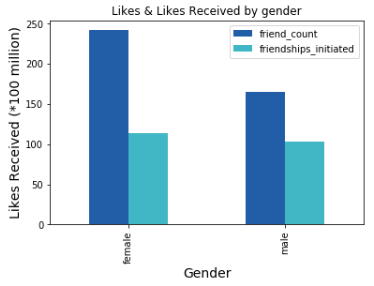 Likes & Likes Received by gender
250
200
150
100
50
0
Likes Received (*100 million)
friend_count
friendships_initiated
female
male
Gender